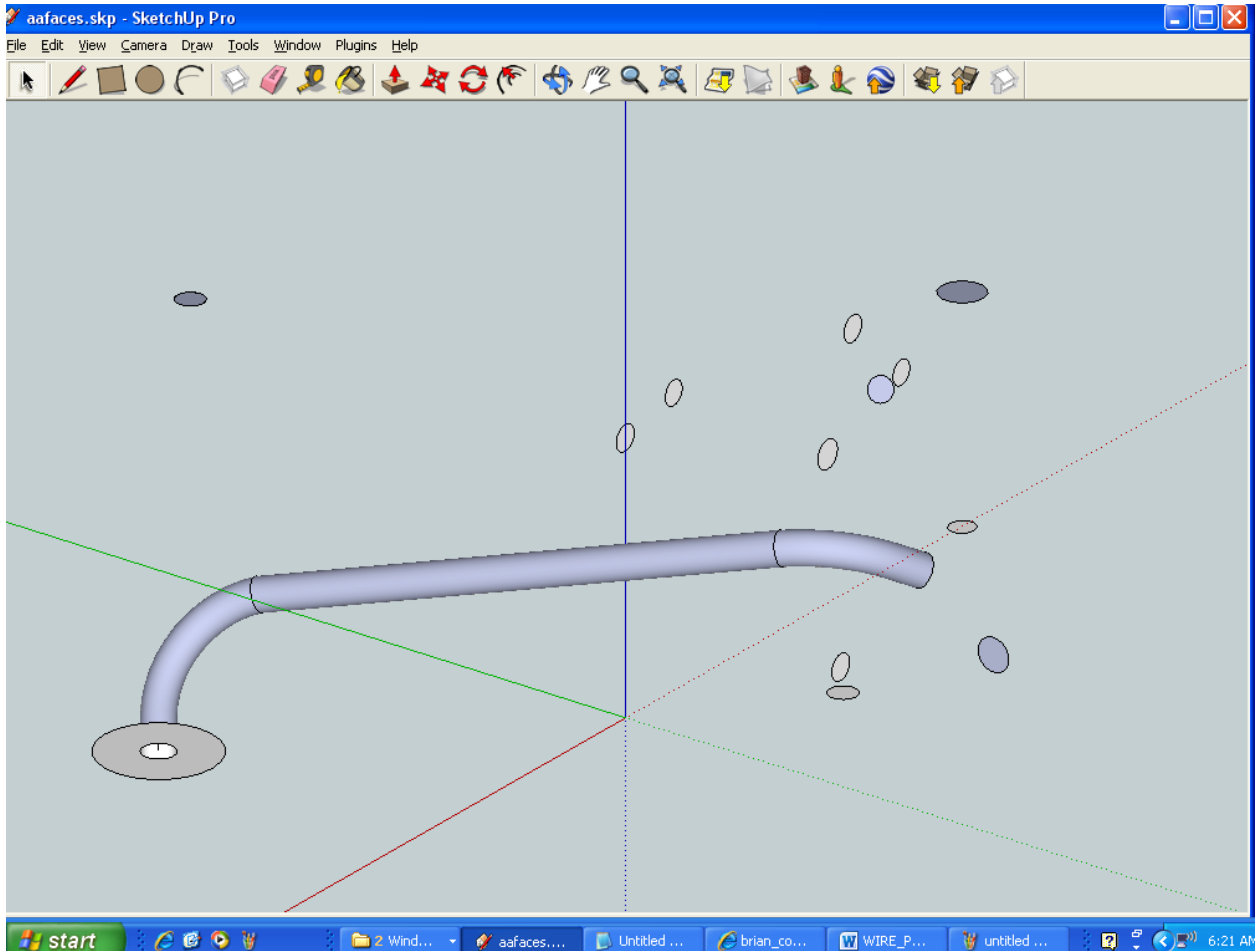 aafaces.skp - SketchUp Pro
File Edit View Camera Draw Tools Window Plugins Help
start 2 Wind... aafaces.... Untitled ... brian_co... WIRE_P... untitled ... 6:21 AM